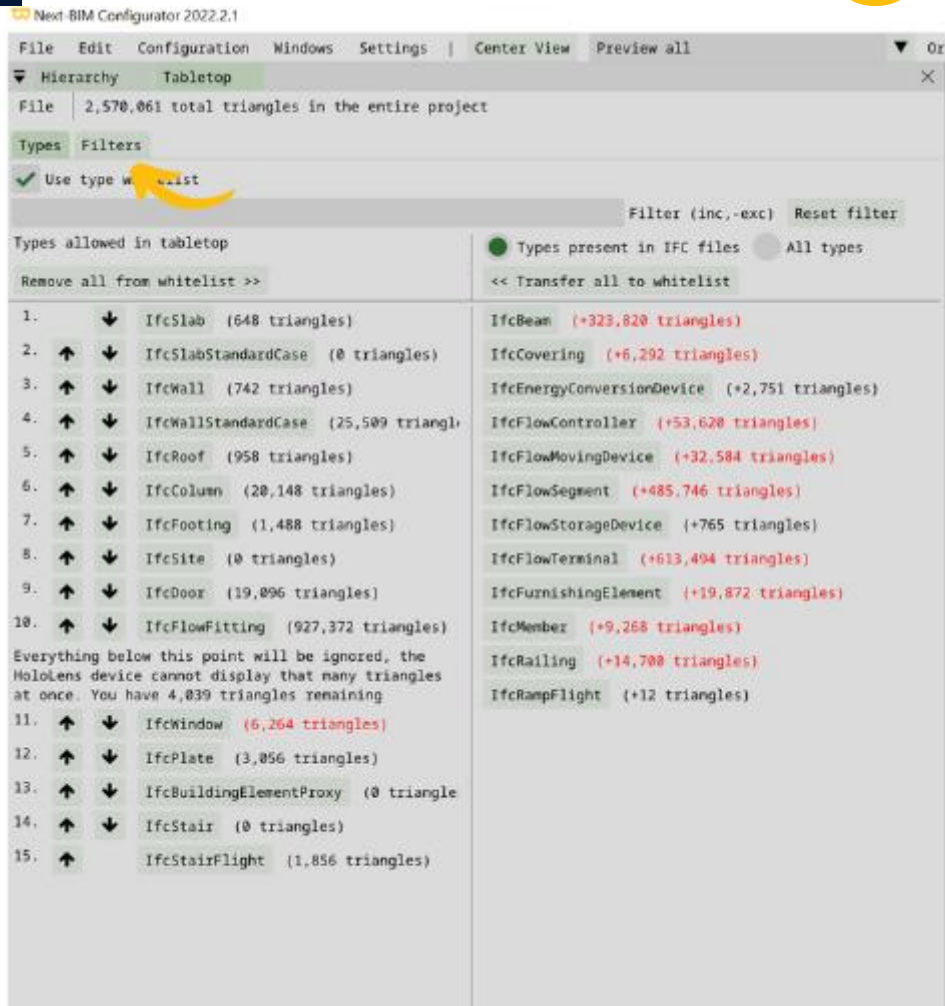 Next-BIM Configurator 2022.2.1
File Edit Configuration Windows Settings | Center View Preview all ▼ Or
Hierarchy Tabletop
File 2,570,061 total triangles in the entire project
Types Filters
Use type
Filter (inc,-exc) Reset filter
Types allowed in tabletop
Types present in IFC files All types
Remove all from whitelist >>
<< Transfer all to whitelist
1. IfcSlab (648 triangles)
2. IfcSlabStandardCase (0 triangles)
3. IfcWall (742 triangles)
4. IfcWallStandardCase (25,509 triangl
5. IfcRoof (958 triangles)
6. IfcColumn (20,148 triangles)
7. IfcFooting (1,488 triangles)
8. IfcSite (0 triangles)
9. IfcDoor (19,096 triangles)
10. IfcFlowFitting (927,372 triangles)
Everything below this point will be ignored, the
HoloLens device cannot display that many triangles
at once. You have 4,039 triangles remaining
11. IfcWindow (6,264 triangles)
12. IfcPlate (3,056 triangles)
13. IfcBuildingElementProxy (0 triangle
14. IfcStair (0 triangles)
15. IfcStairFlight (1,856 triangles)
IfcBeam (+323,820 triangles)
IfcCovering (+6,292 triangles)
IfcEnergyConversionDevice (+2,751 triangles)
IfcFlowController (+53,620 triangles)
IfcFlowMovingDevice (+32,584 triangles)
IfcFlowSegment (+485,746 triangles)
IfcFlowStorageDevice (+765 triangles)
IfcFlowTerminal (+613,494 triangles)
IfcFurnishingElement (+19,872 triangles)
IfcMember (+9,268 triangles)
IfcRailing (+14,700 triangles)
IfcRampFlight (+12 triangles)